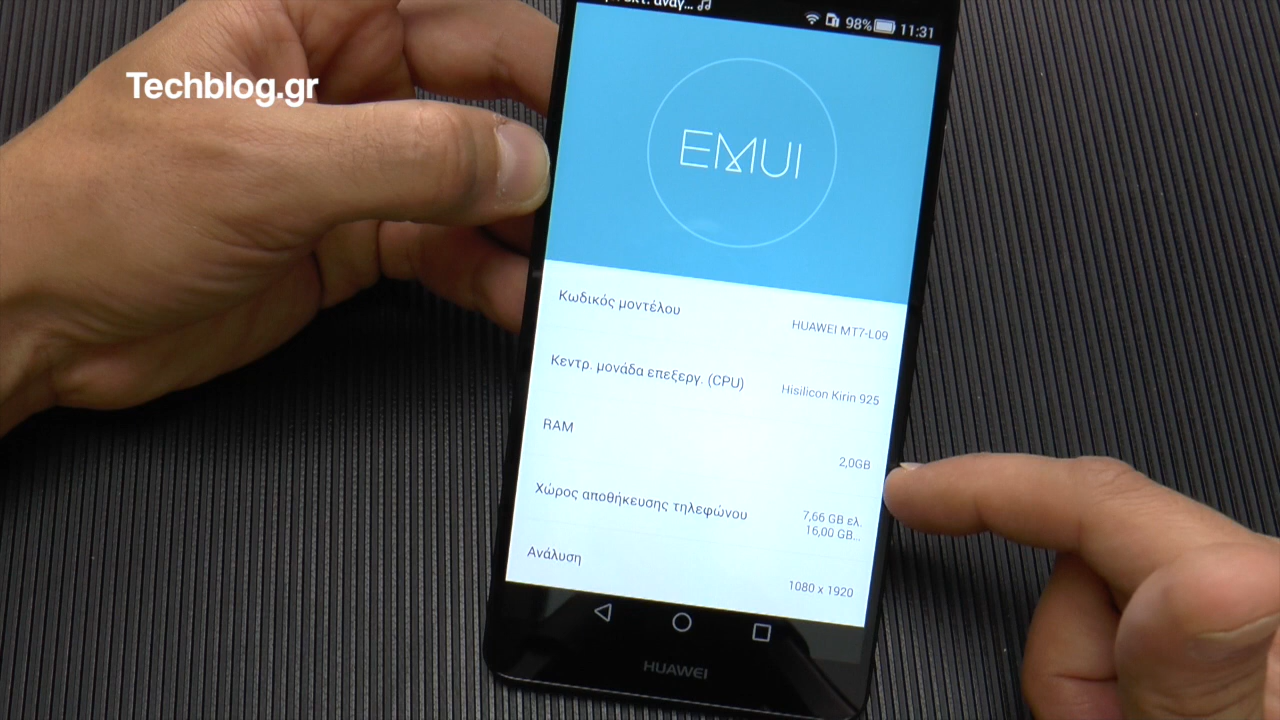 αναγ...
98%
11:31
Techblog.gr
EMUI
Κωδικός μοντέλου
HUAWEI MT7-L09
Κεντρ. μονάδα επεξεργ. (CPU)
Hisilicon Kirin 925
RAM
2,0GB
Χώρος αποθήκευσης τηλεφώνου
7,66 GB ελ.
16,00 GB...
Ανάλυση
1080 x 1920
HUAWEI